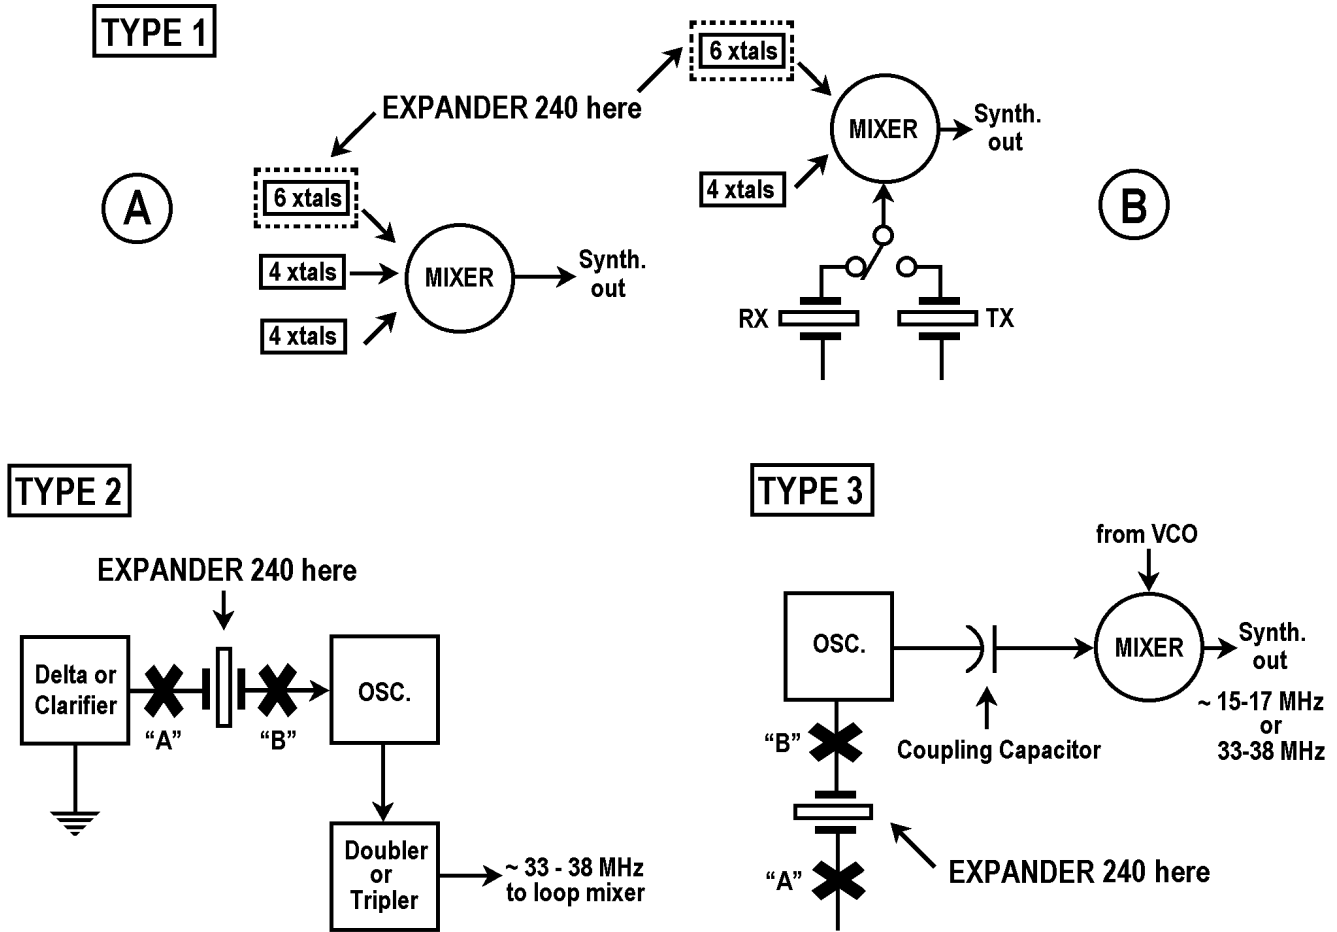 TYPE 1
6 xtals
EXPANDER 240 here
MIXER
Synth.
out
4 xtals
A
B
6 xtals
4 xtals
MIXER
Synth.
out
4 xtals
RX
TX
TYPE 2
EXPANDER 240 here
Delta or
Clarifier
"A"
"B"
OSC.
Doubler
or
Tripler
~ 33 - 38 MHz
to loop mixer
TYPE 3
from VCO
OSC.
MIXER
Synth.
out
~ 15-17 MHz
or
33-38 MHz
Coupling Capacitor
"B"
"A"
EXPANDER 240 here